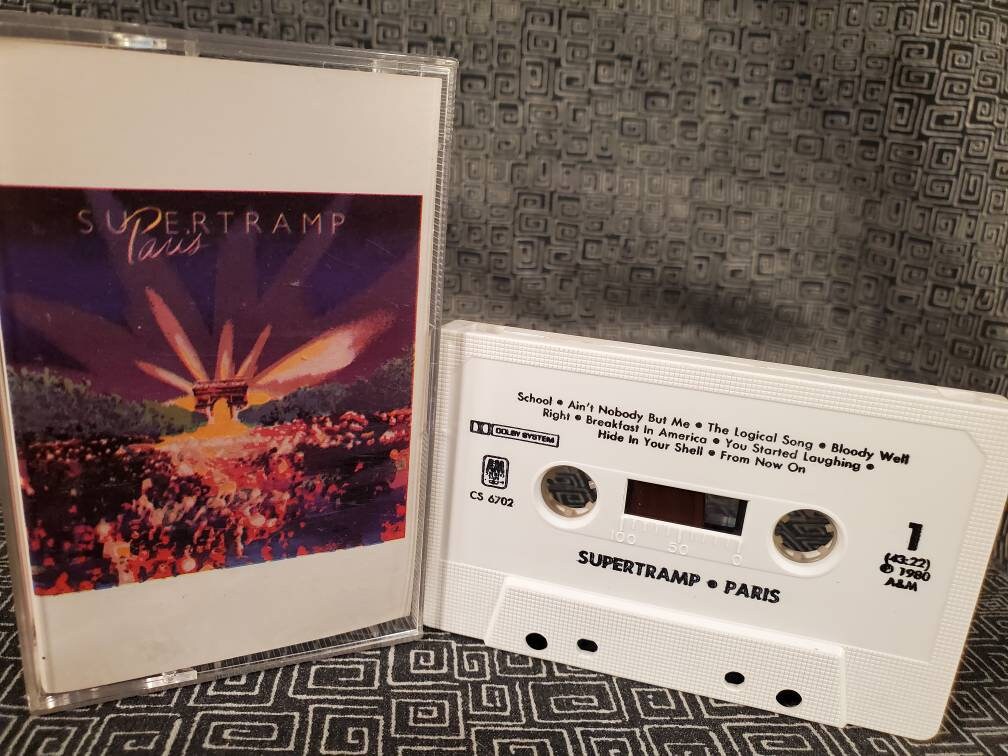 SUPERTRAMP
Paris
School • Ain't Nobody But Me • The Logical Song • Bloody Well
Right • Breakfast In America • You Started Laughing •
Hide In Your Shell • From Now On
DOLBY SYSTEM
A&M
CS 6702
100 50 0
1
(43:22)
℗ 1980
A&M
SUPERTRAMP • PARIS